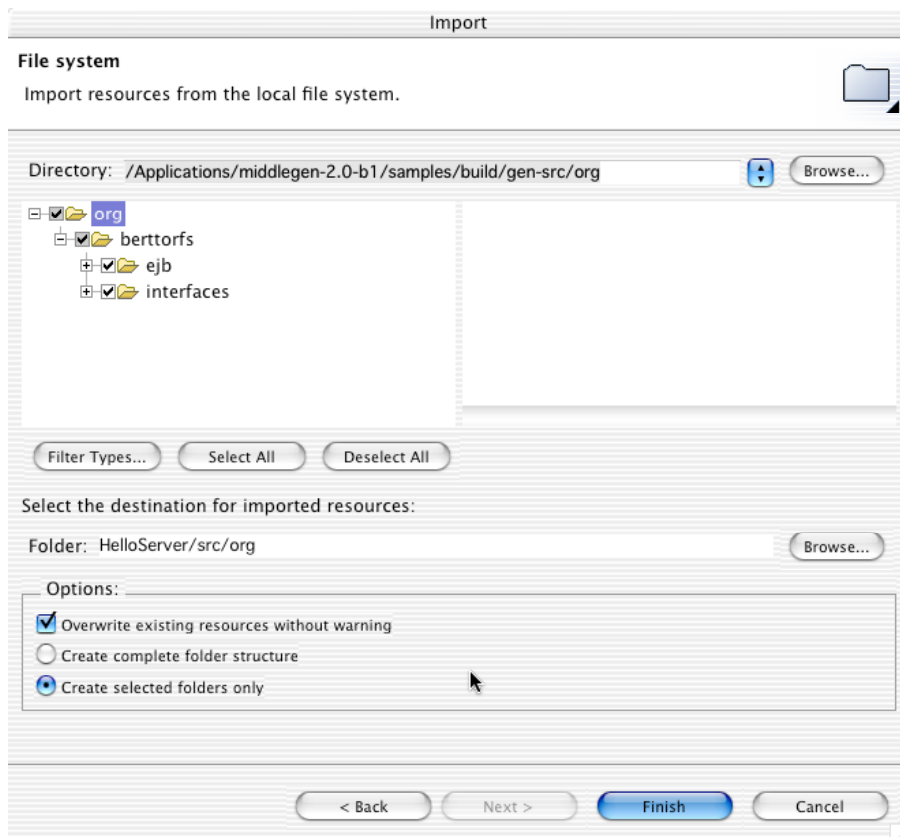 Import
File system
Import resources from the local file system.
Directory: /Applications/middlegen-2.0-b1/samples/build/gen-src/org Browse...
org
berttorfs
ejb
interfaces
Filter Types... Select All Deselect All
Select the destination for imported resources:
Folder: HelloServer/src/org Browse...
Options:
Overwrite existing resources without warning
Create complete folder structure
Create selected folders only
< Back Next > Finish Cancel